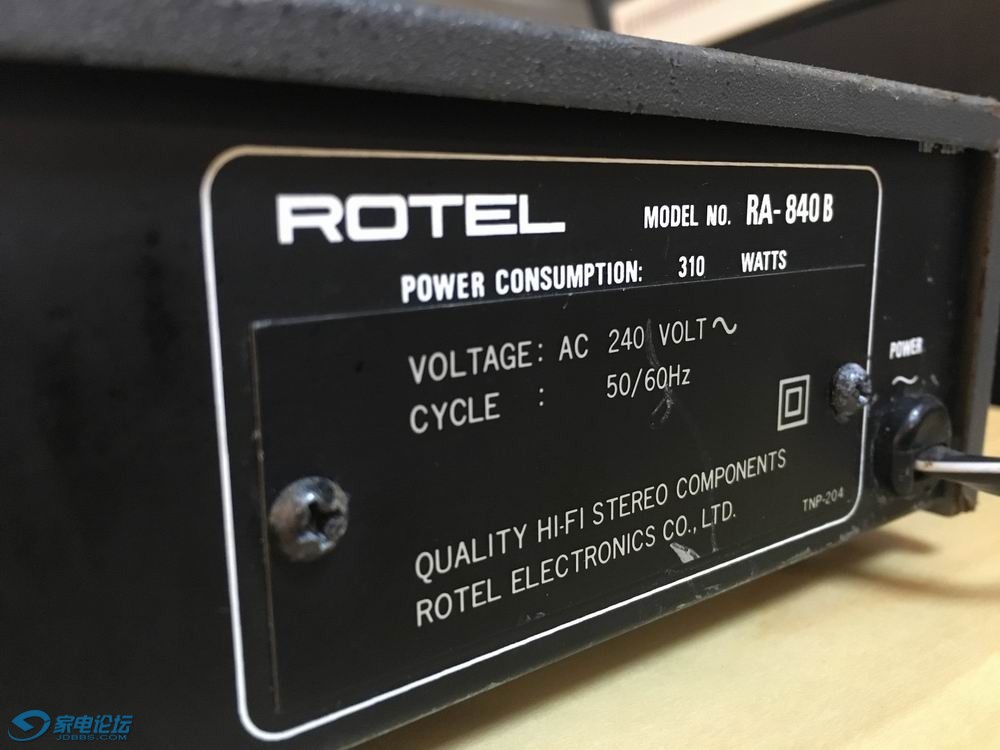 ROTEL MODEL NO. RA-840B
POWER CONSUMPTION: 310 WATTS
VOLTAGE: AC 240 VOLT~
CYCLE : 50/60Hz
QUALITY HI-FI STEREO COMPONENTS
ROTEL ELECTRONICS CO., LTD.
TNP-204
POWER
~
家电论坛
JDBBS.COM